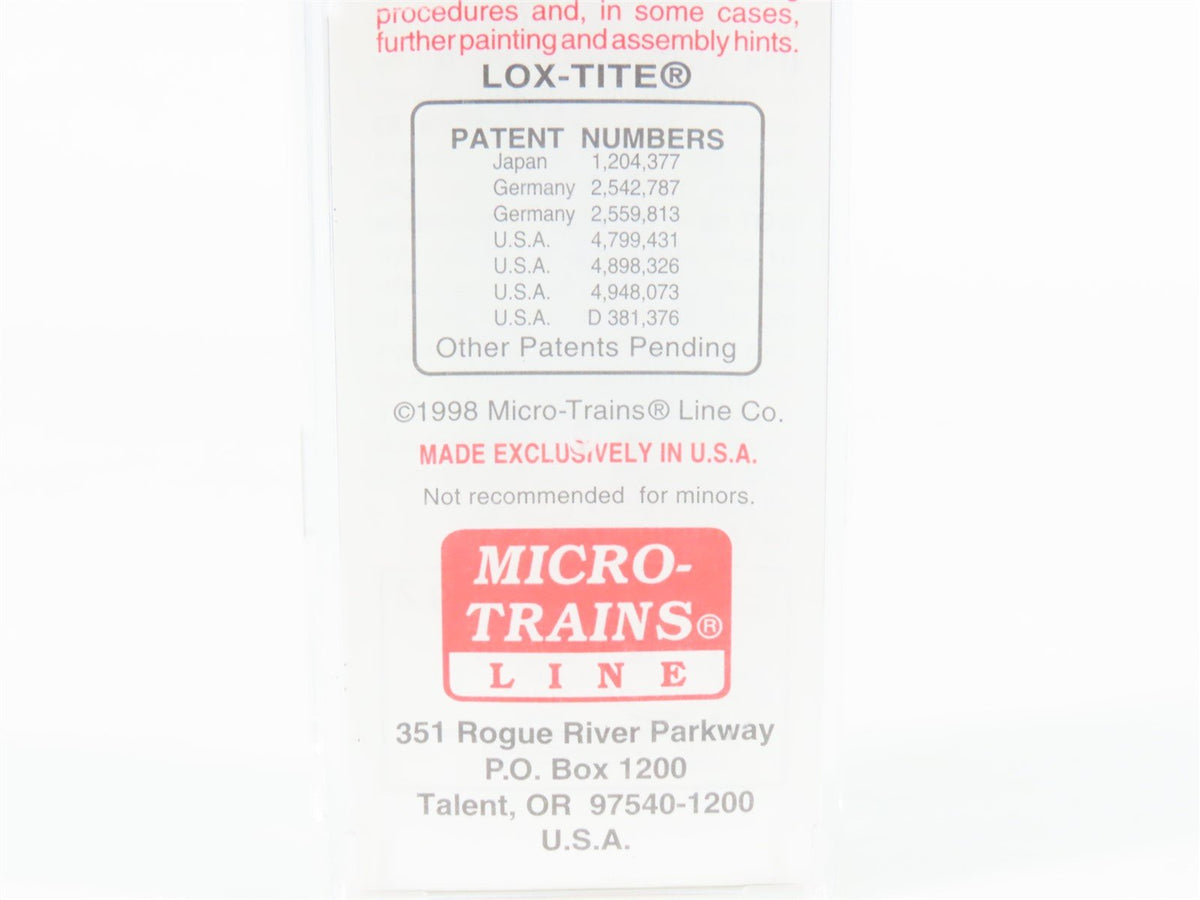 procedures and, in some cases,
further painting and assembly hints.
LOX-TITE®
PATENT NUMBERS
Japan 1,204,377
Germany 2,542,787
Germany 2,559,813
U.S.A. 4,799,431
U.S.A. 4,898,326
U.S.A. 4,948,073
U.S.A. D 381,376
Other Patents Pending
©1998 Micro-Trains® Line Co.
MADE EXCLUSIVELY IN U.S.A.
Not recommended for minors.
MICRO-
TRAINS®
LINE
351 Rogue River Parkway
P.O. Box 1200
Talent, OR 97540-1200
U.S.A.